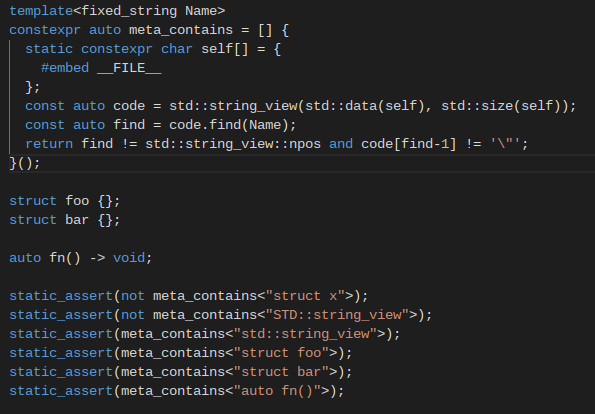 template<fixed_string Name>
constexpr auto meta_contains = [] {
  static constexpr char self[] = {
    #embed __FILE__
  };
  const auto code = std::string_view(std::data(self), std::size(self));
  const auto find = code.find(Name);
  return find != std::string_view::npos and code[find-1] != '\"';
}();

struct foo {};
struct bar {};

auto fn() -> void;

static_assert(not meta_contains<"struct x">);
static_assert(not meta_contains<"STD::string_view">);
static_assert(meta_contains<"std::string_view">);
static_assert(meta_contains<"struct foo">);
static_assert(meta_contains<"struct bar">);
static_assert(meta_contains<"auto fn()">);